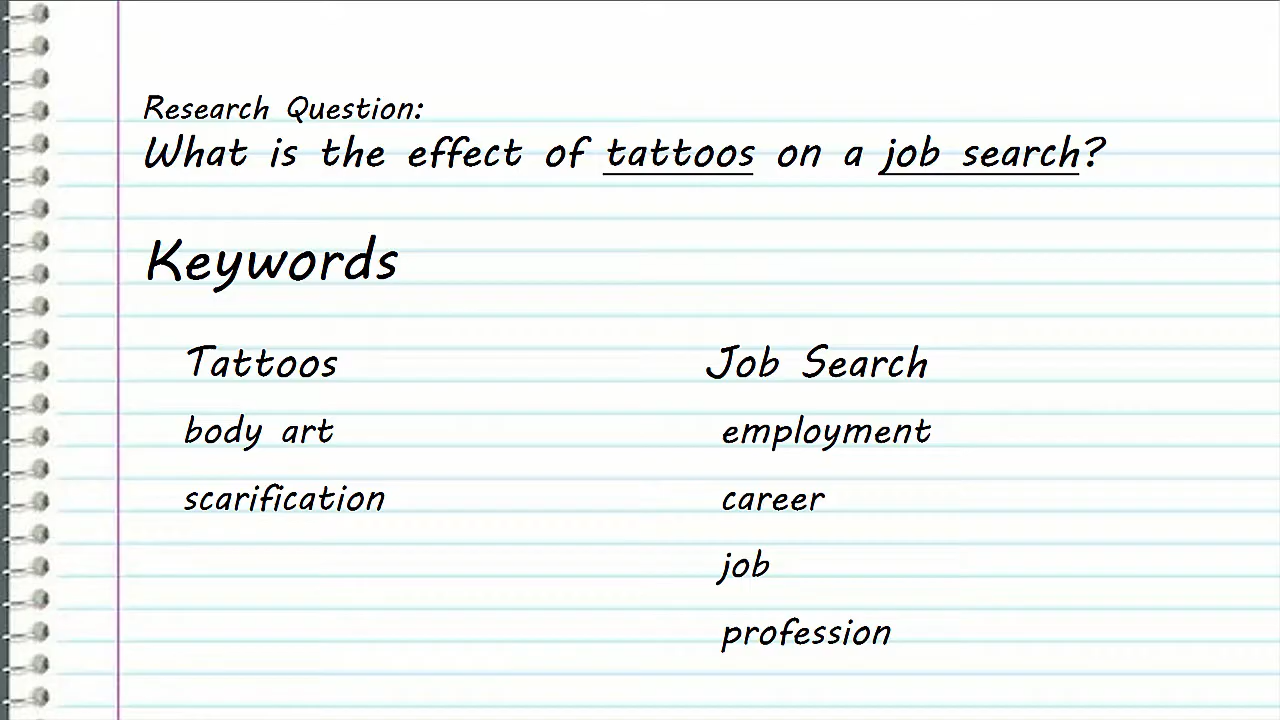 Research Question:
What is the effect of tattoos on a job search?
Keywords
Tattoos
body art
scarification
Job Search
employment
career
job
profession